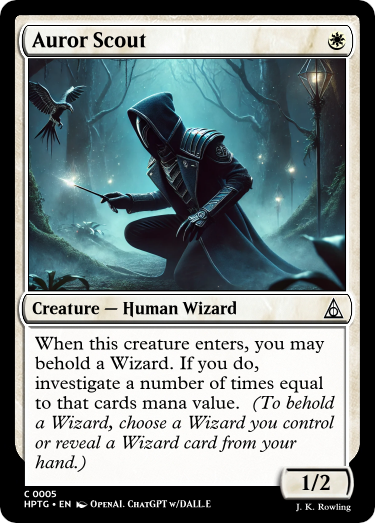 Auror Scout
Creature — Human Wizard
When this creature enters, you may
behold a Wizard. If you do,
investigate a number of times equal
to that cards mana value. (To behold
a Wizard, choose a Wizard you control
or reveal a Wizard card from your
hand.)
1/2
C 0005
HPTG • EN OpenAI. ChatGPT w/DALL.E
J. K. Rowling